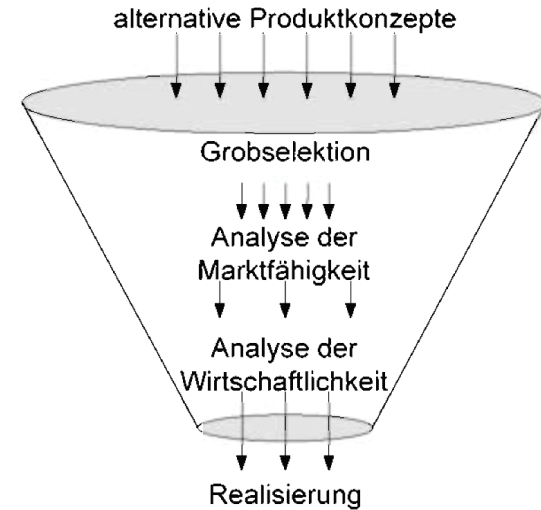 alternative Produktkonzepte
Grobselektion
Analyse der
Marktfähigkeit
Analyse der
Wirtschaftlichkeit
Realisierung